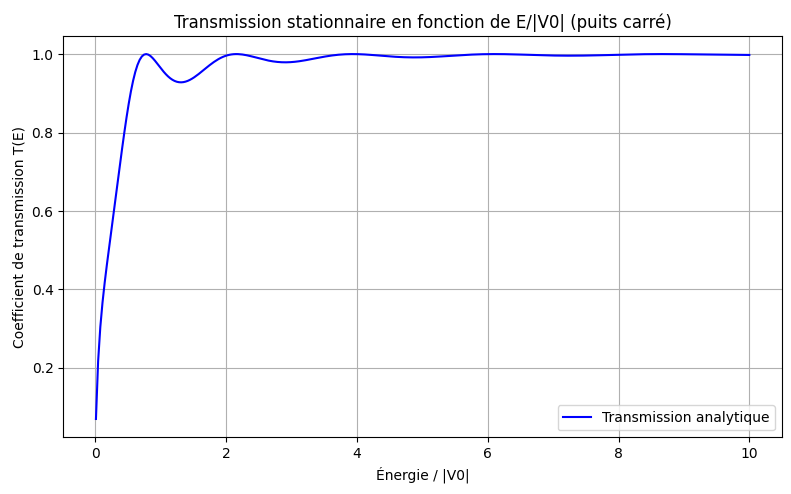 Transmission stationnaire en fonction de E/|V0| (puits carré)
Coefficient de transmission T(E)
1.0
0.8
0.6
0.4
0.2
0 2 4 6 8 10
Énergie / |V0|
Transmission analytique